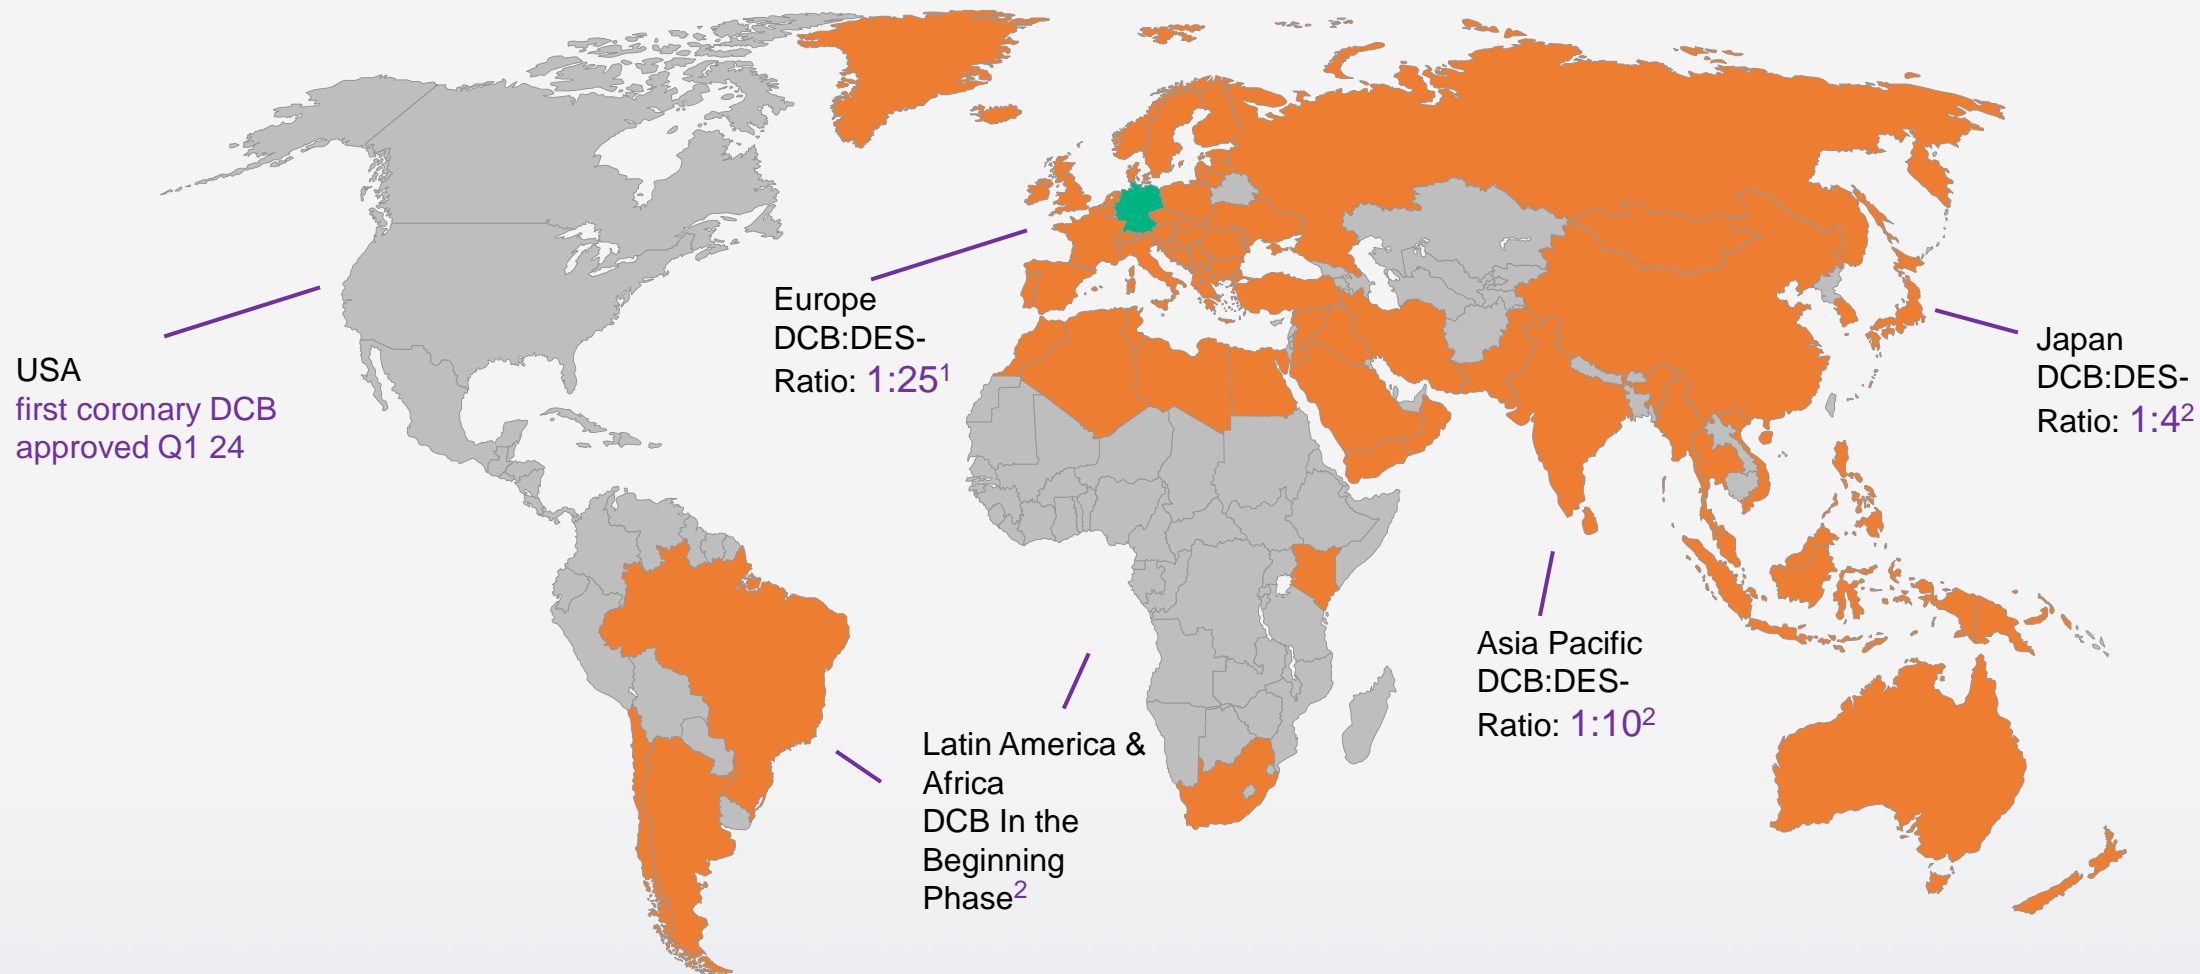 USA
first coronary DCB
approved Q1 24
Europe
DCB:DES-
Ratio: 1:25¹
Latin America &
Africa
DCB In the
Beginning
Phase²
Asia Pacific
DCB:DES-
Ratio: 1:10²
Japan
DCB:DES-
Ratio: 1:4²